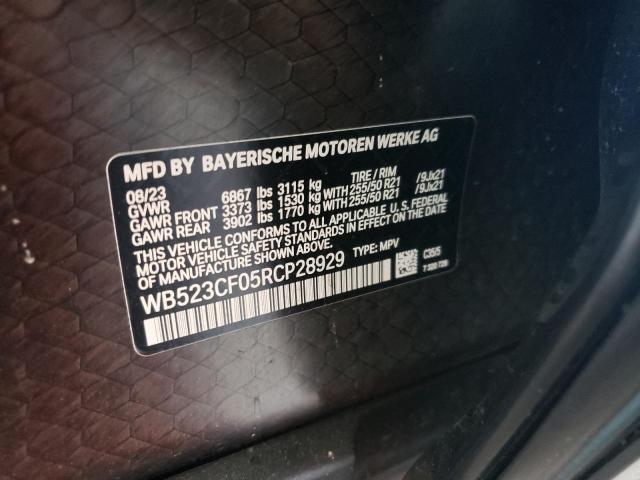 MFD BY BAYERISCHE MOTOREN WERKE AG
08/23 TIRE / RIM
GVWR 6867 lbs 3115 kg
GAWR FRONT 3373 lbs 1530 kg WITH 255/50 R21 /9Jx21
GAWR REAR 3902 lbs 1770 kg WITH 255/50 R21 /9Jx21
THIS VEHICLE CONFORMS TO ALL APPLICABLE U.S. FEDERAL
MOTOR VEHICLE SAFETY STANDARDS IN EFFECT ON THE DATE
OF MANUFACTURE SHOWN ABOVE.
WB523CF05RCP28929 TYPE: MPV